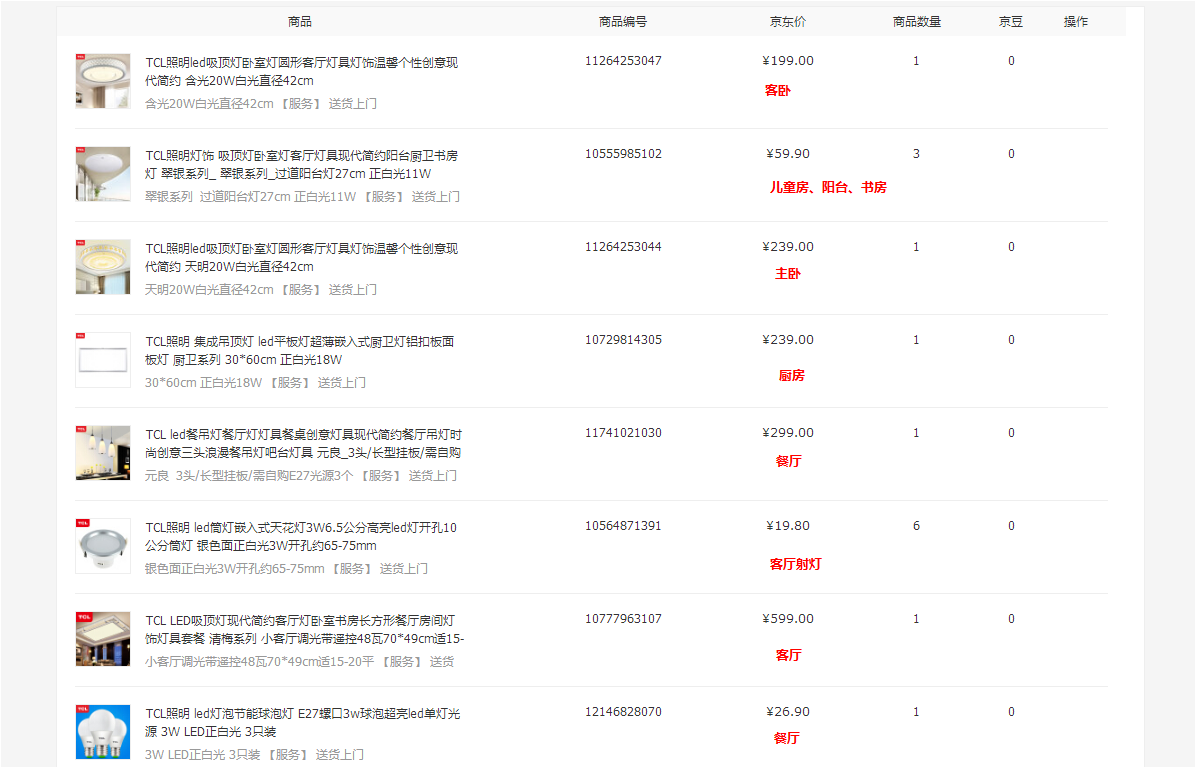 商品 商品编号 京东价 商品数量 京豆 操作
TCL照明led吸顶灯卧室灯圆形客厅灯具灯饰温馨个性创意现 11264253047 ¥199.00 1 0
代简约 含光20W白光直径42cm
客卧
含光20W白光直径42cm 【服务】 送货上门
TCL照明灯饰 吸顶灯卧室灯客厅灯具现代简约阳台厨卫书房 10555985102 ¥59.90 3 0
灯 翠银系列_ 翠银系列_过道阳台灯27cm 正白光11W
儿童房、阳台、书房
翠银系列 过道阳台灯27cm 正白光11W 【服务】 送货上门
TCL照明led吸顶灯卧室灯圆形客厅灯具灯饰温馨个性创意现 11264253044 ¥239.00 1 0
代简约 天明20W白光直径42cm
主卧
天明20W白光直径42cm 【服务】 送货上门
TCL照明 集成吊顶灯 led平板灯超薄嵌入式厨卫灯铝扣板面 10729814305 ¥239.00 1 0
板灯 厨卫系列 30*60cm 正白光18W
厨房
30*60cm 正白光18W 【服务】 送货上门
TCL led餐吊灯餐厅灯灯具餐桌创意灯具现代简约餐厅吊灯时 11741021030 ¥299.00 1 0
尚创意三头浪漫餐吊灯吧台灯具 元良_3头/长型挂板/需自购
餐厅
元良 3头/长型挂板/需自购E27光源3个 【服务】 送货上门
TCL照明 led筒灯嵌入式天花灯3W6.5公分高亮led灯开孔10 10564871391 ¥19.80 6 0
公分筒灯 银色面正白光3W开孔约65-75mm
客厅射灯
银色面正白光3W开孔约65-75mm 【服务】 送货上门
TCL LED吸顶灯现代简约客厅灯卧室书房长方形餐厅房间灯 10777963107 ¥599.00 1 0
饰灯具套餐 清梅系列 小客厅调光带遥控48瓦70*49cm适15-
客厅
小客厅调光带遥控48瓦70*49cm适15-20平 【服务】 送货
TCL照明 led灯泡节能球泡灯 E27螺口3w球泡超亮led单灯光 12146828070 ¥26.90 1 0
源 3W LED正白光 3只装
餐厅
3W LED正白光 3只装 【服务】 送货上门